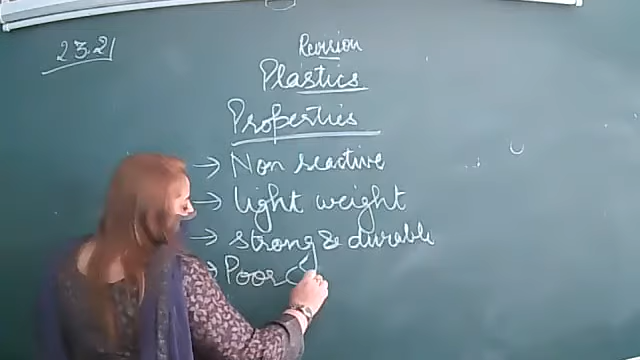 23.21
Revision
Plastics
Properties
→ Non reactive
→ light weight
→ strong & durable
→ Poor